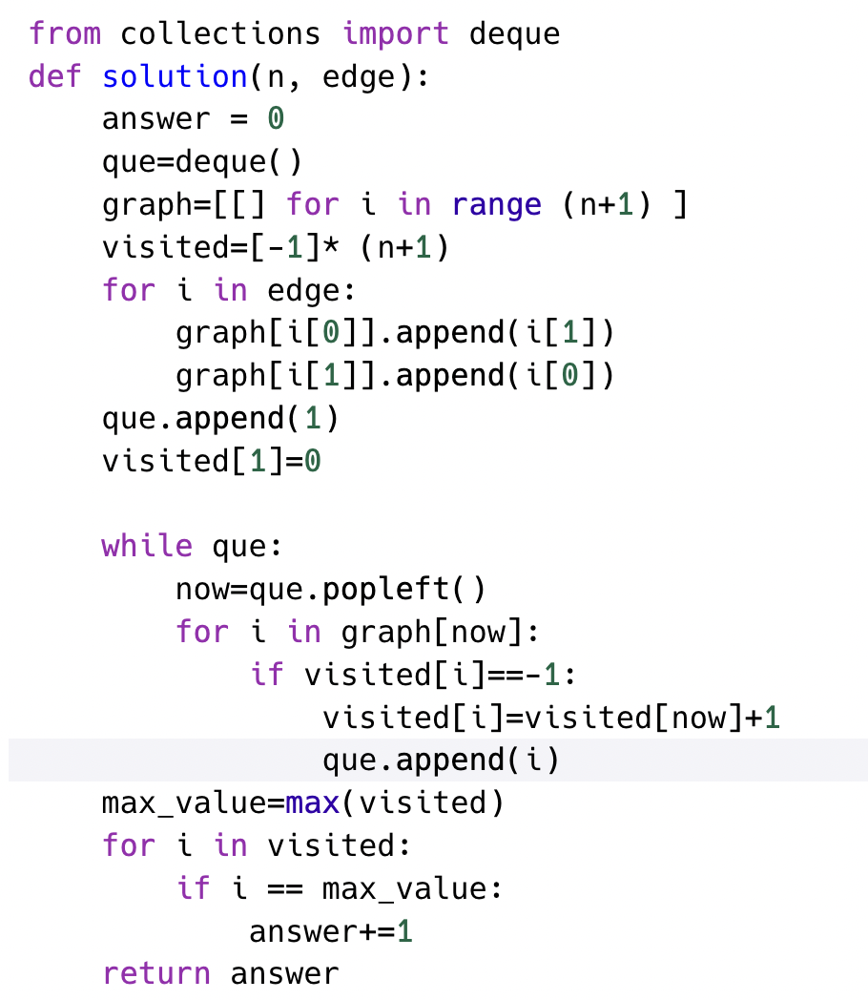 from collections import deque
def solution(n, edge):
    answer = 0
    que=deque()
    graph=[[] for i in range (n+1) ]
    visited=[-1]* (n+1)
    for i in edge:
        graph[i[0]].append(i[1])
        graph[i[1]].append(i[0])
    que.append(1)
    visited[1]=0

    while que:
        now=que.popleft()
        for i in graph[now]:
            if visited[i]==-1:
                visited[i]=visited[now]+1
                que.append(i)
    max_value=max(visited)
    for i in visited:
        if i == max_value:
            answer+=1
    return answer